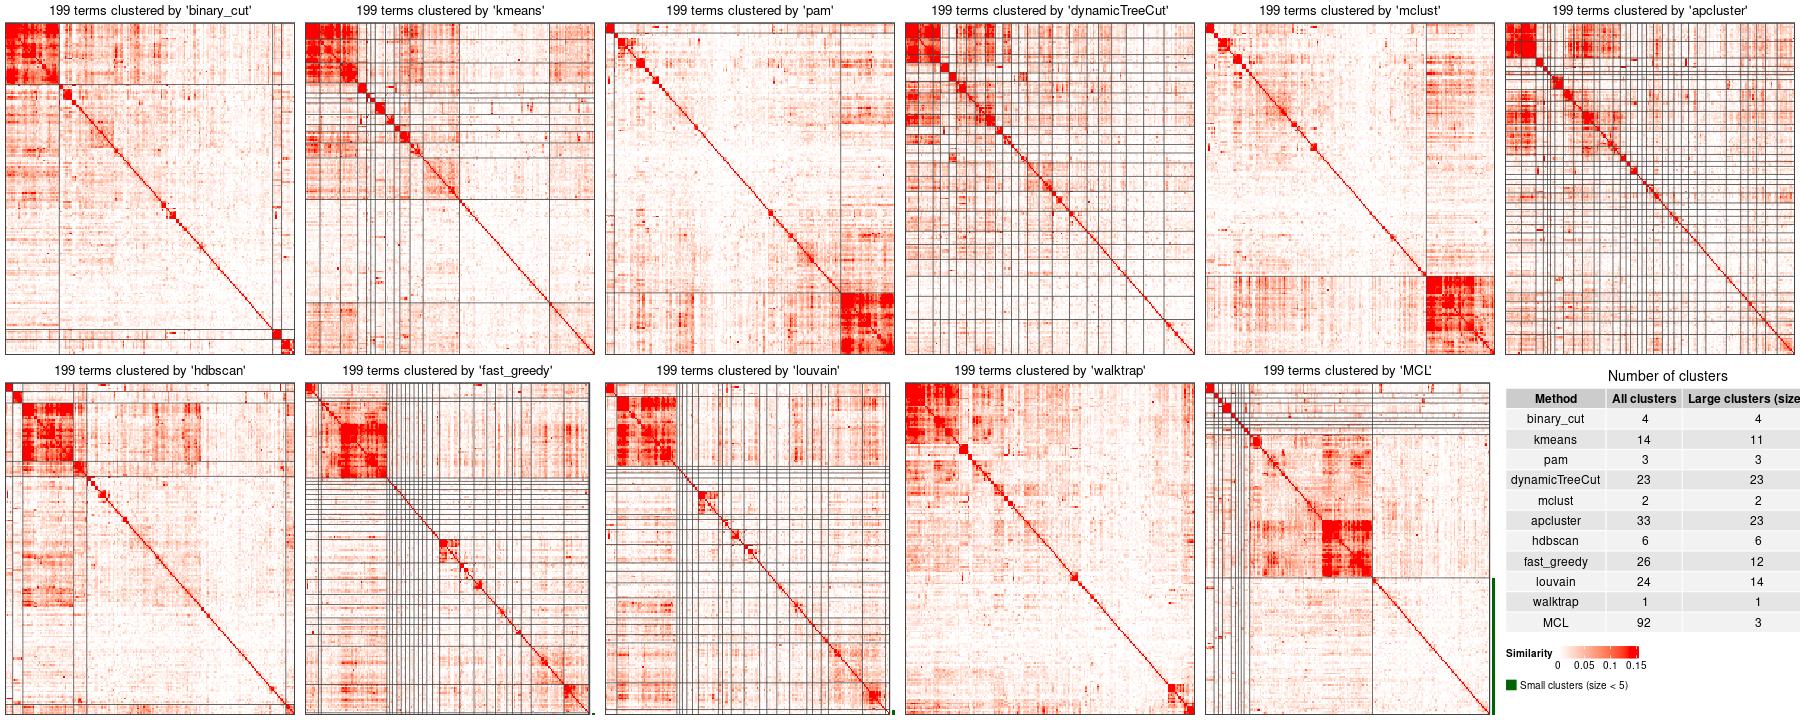 199 terms clustered by 'binary_cut'
199 terms clustered by 'kmeans'
199 terms clustered by 'pam'
199 terms clustered by 'dynamicTreeCut'
199 terms clustered by 'mclust'
199 terms clustered by 'apcluster'
199 terms clustered by 'hdbscan'
199 terms clustered by 'fast_greedy'
199 terms clustered by 'louvain'
199 terms clustered by 'walktrap'
199 terms clustered by 'MCL'
Number of clusters
Method All clusters Large clusters (size
binary_cut 4 4
kmeans 14 11
pam 3 3
dynamicTreeCut 23 23
mclust 2 2
apcluster 33 23
hdbscan 6 6
fast_greedy 26 12
louvain 24 14
walktrap 1 1
MCL 92 3
Similarity
0 0.05 0.1 0.15
Small clusters (size < 5)